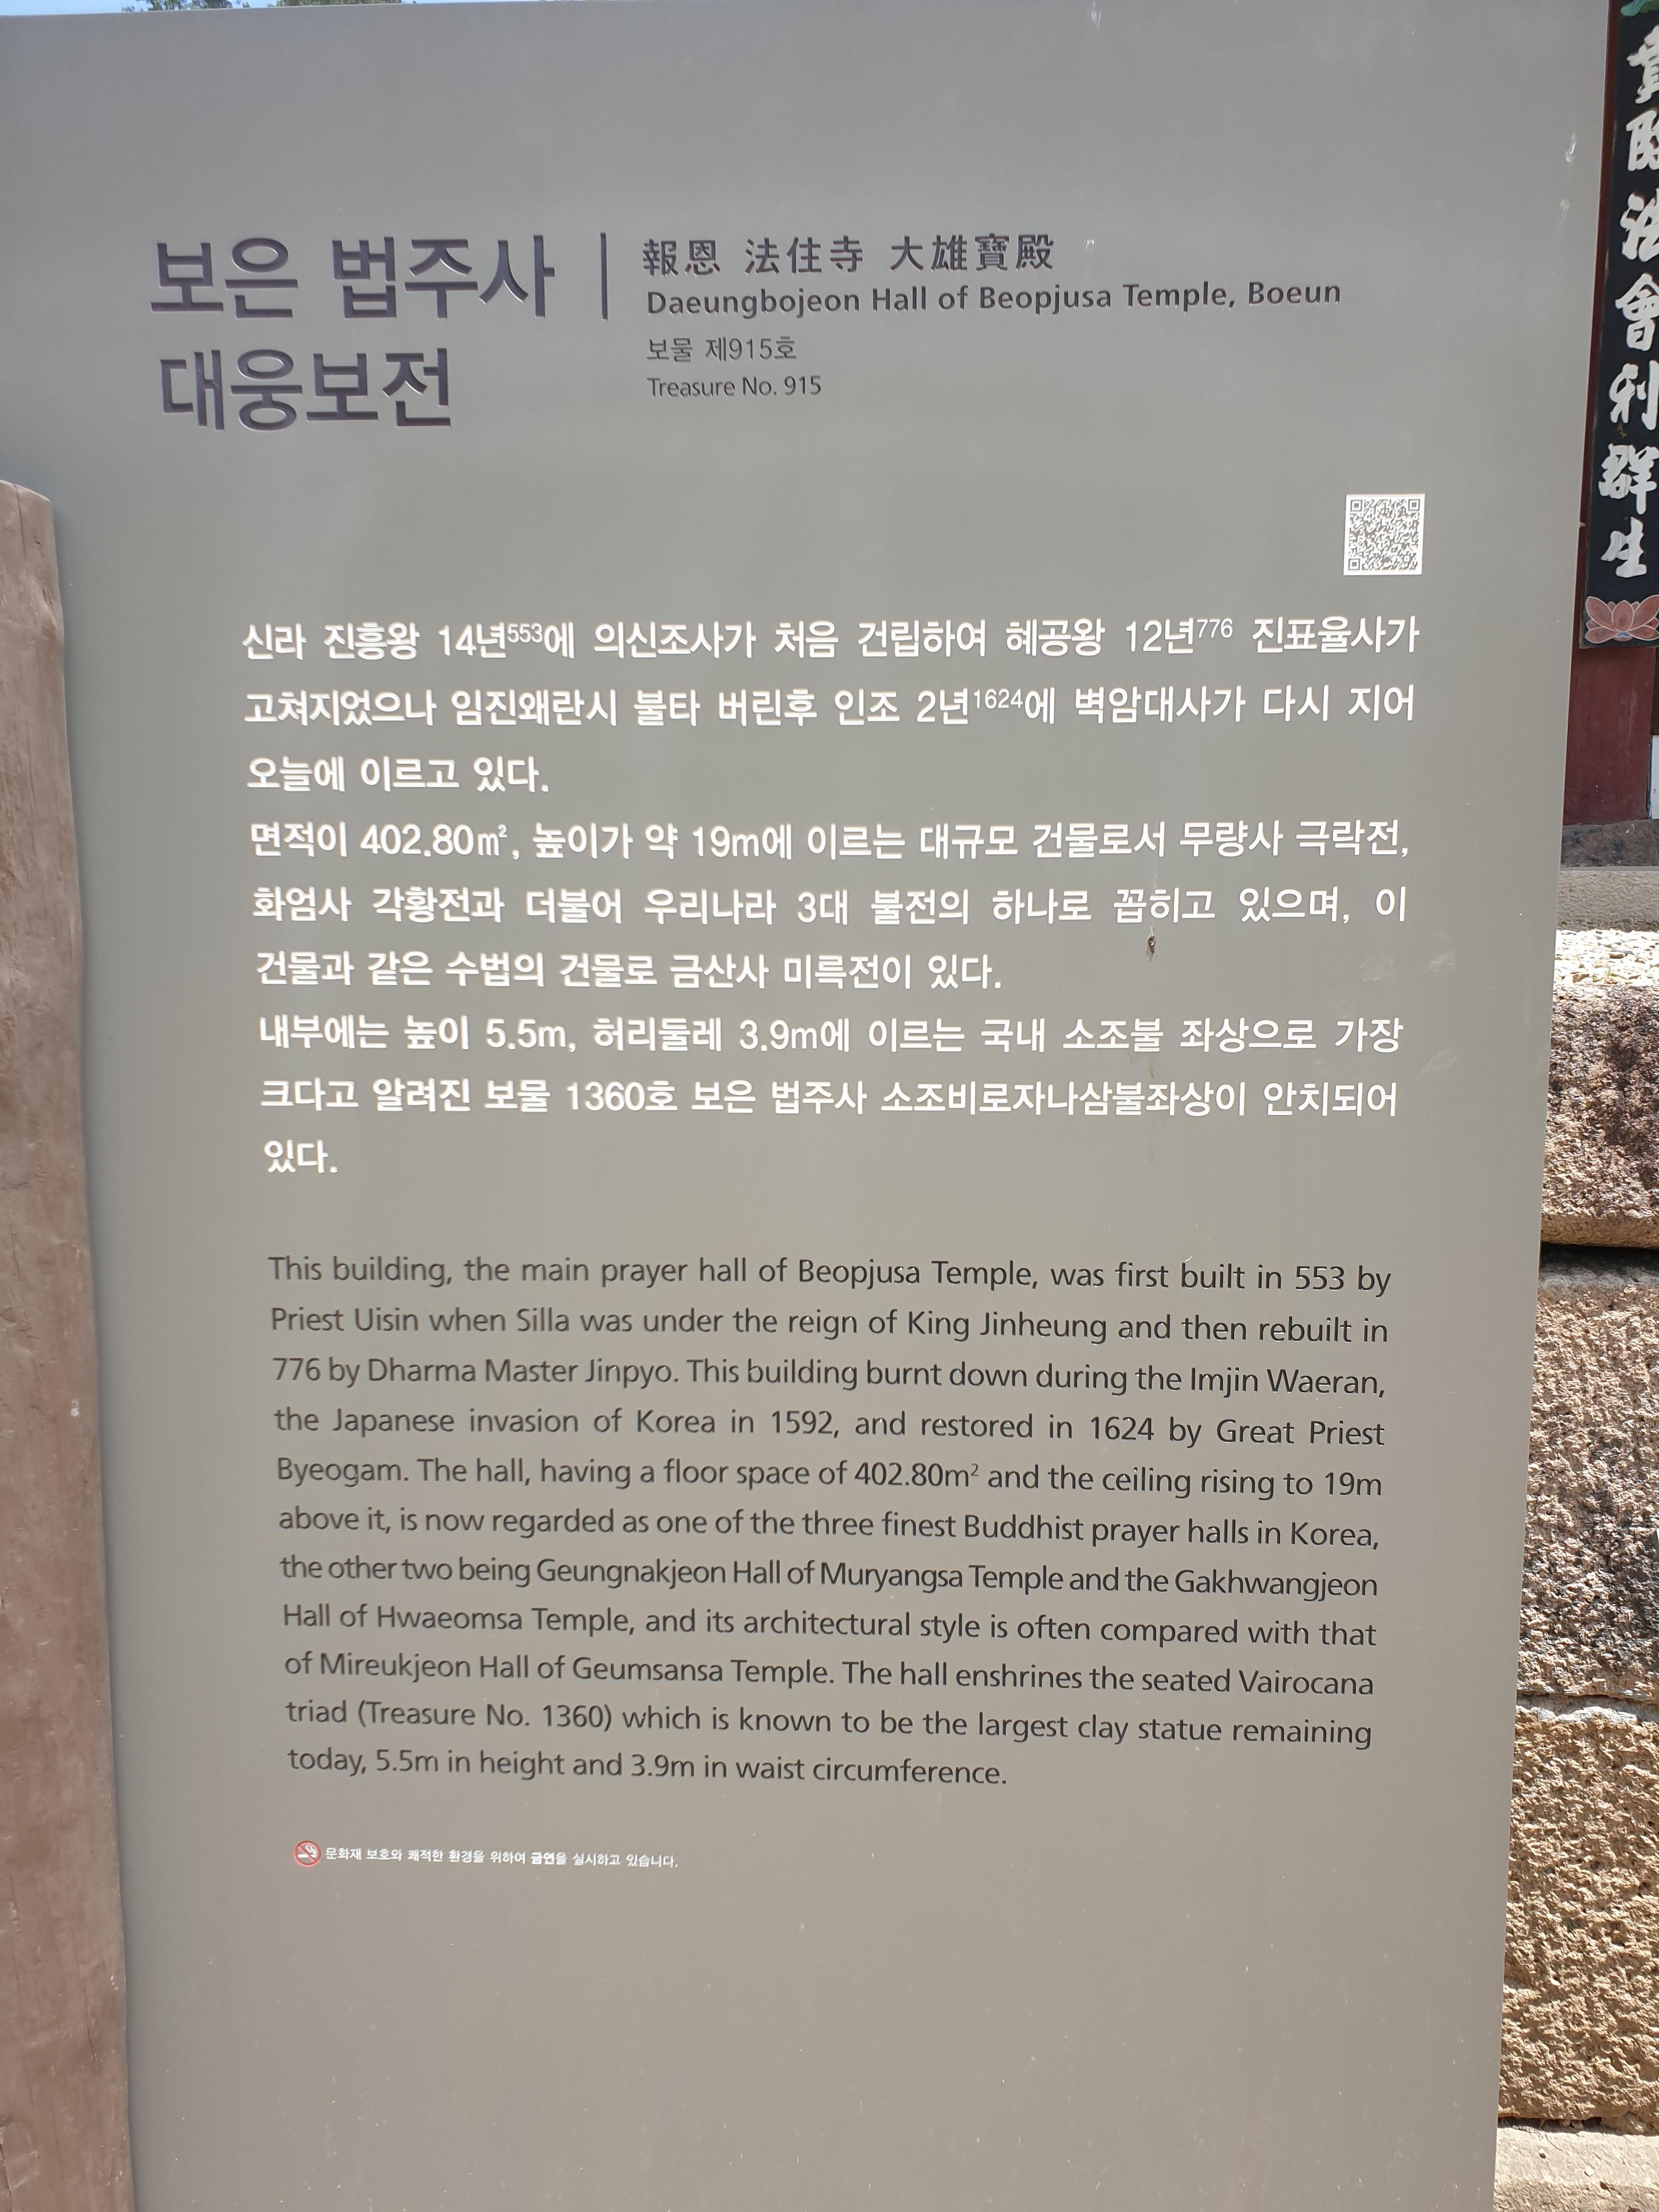 보은 법주사
대웅보전
報恩 法住寺 大雄寶殿
Daeungbojeon Hall of Beopjusa Temple, Boeun
보물 제915호
Treasure No. 915
신라 진흥왕 14년553에 의신조사가 처음 건립하여 혜공왕 12년776 진표율사가
고쳐지었으나 임진왜란시 불타 버린후 인조 2년1624에 벽암대사가 다시 지어
오늘에 이르고 있다.
면적이 402.80㎡, 높이가 약 19m에 이르는 대규모 건물로서 무량사 극락전,
화엄사 각황전과 더불어 우리나라 3대 불전의 하나로 꼽히고 있으며, 이
건물과 같은 수법의 건물로 금산사 미륵전이 있다.
내부에는 높이 5.5m, 허리둘레 3.9m에 이르는 국내 소조불 좌상으로 가장
크다고 알려진 보물 1360호 보은 법주사 소조비로자나삼불좌상이 안치되어
있다.
This building, the main prayer hall of Beopjusa Temple, was first built in 553 by
Priest Uisin when Silla was under the reign of King Jinheung and then rebuilt in
776 by Dharma Master Jinpyo. This building burnt down during the Imjin Waeran,
the Japanese invasion of Korea in 1592, and restored in 1624 by Great Priest
Byeogam. The hall, having a floor space of 402.80m² and the ceiling rising to 19m
above it, is now regarded as one of the three finest Buddhist prayer halls in Korea,
the other two being Geungnakjeon Hall of Muryangsa Temple and the Gakhwangjeon
Hall of Hwaeomsa Temple, and its architectural style is often compared with that
of Mireukjeon Hall of Geumsansa Temple. The hall enshrines the seated Vairocana
triad (Treasure No. 1360) which is known to be the largest clay statue remaining
today, 5.5m in height and 3.9m in waist circumference.
문화재 보호와 쾌적한 환경을 위하여 금연을 실시하고 있습니다.
法會利群生